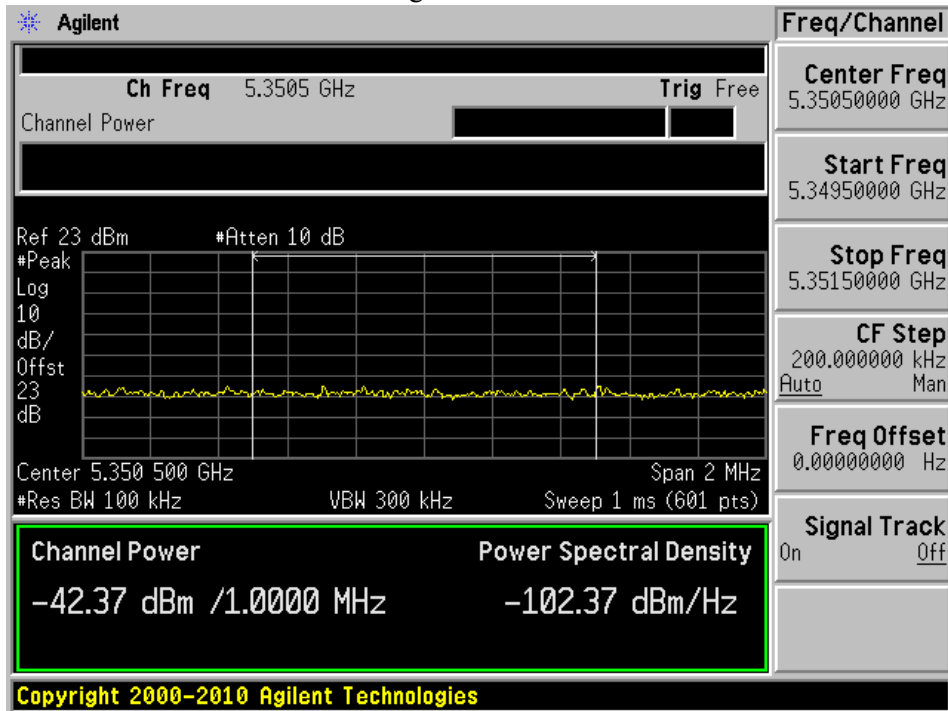 Agilent
Freq/Channel
Ch Freq 5.3505 GHz Trig Free
Channel Power
Center Freq
5.35050000 GHz
Start Freq
5.34950000 GHz
Stop Freq
5.35150000 GHz
CF Step
200.000000 kHz
Auto Man
Freq Offset
0.00000000 Hz
Signal Track
On Off
Ref 23 dBm #Atten 10 dB
#Peak
Log
10
dB/
Offst
23
dB
Center 5.350 500 GHz Span 2 MHz
#Res BW 100 kHz VBW 300 kHz Sweep 1 ms (601 pts)
Channel Power Power Spectral Density
-42.37 dBm /1.0000 MHz -102.37 dBm/Hz
Copyright 2000-2010 Agilent Technologies